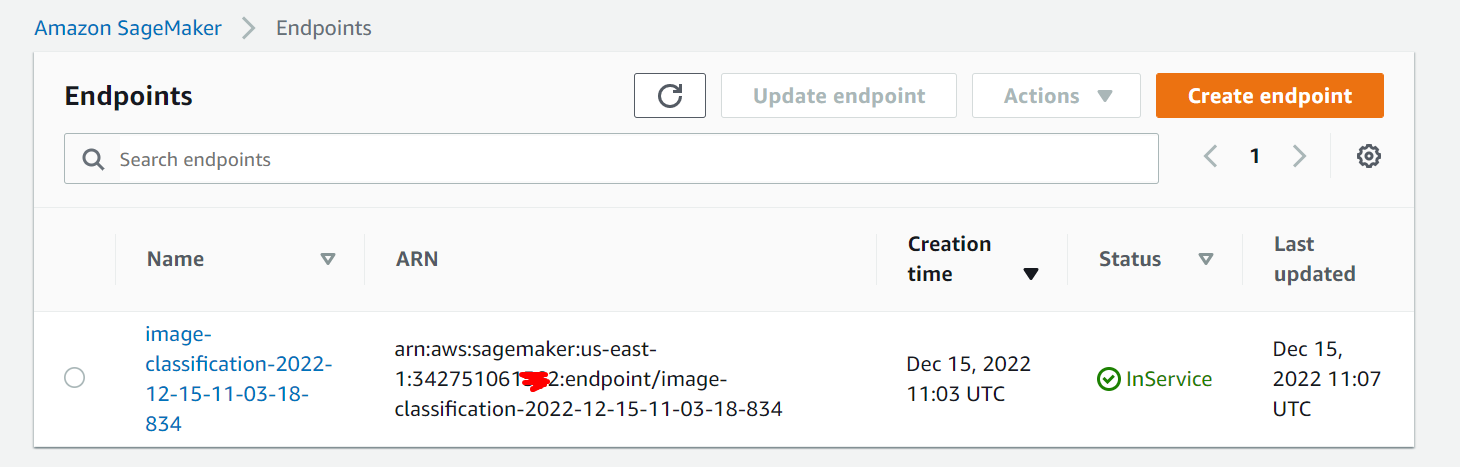 Amazon SageMaker > Endpoints
Endpoints
Update endpoint
Actions
Create endpoint
Search endpoints
1
Name
ARN
Creation
time
Status
Last
updated
image-
classification-2022-
12-15-11-03-18-
834
arn:aws:sagemaker:us-east-
1:342751061 2:endpoint/image-
classification-2022-12-15-11-03-18-834
Dec 15, 2022
11:03 UTC
InService
Dec 15,
2022 11:07
UTC